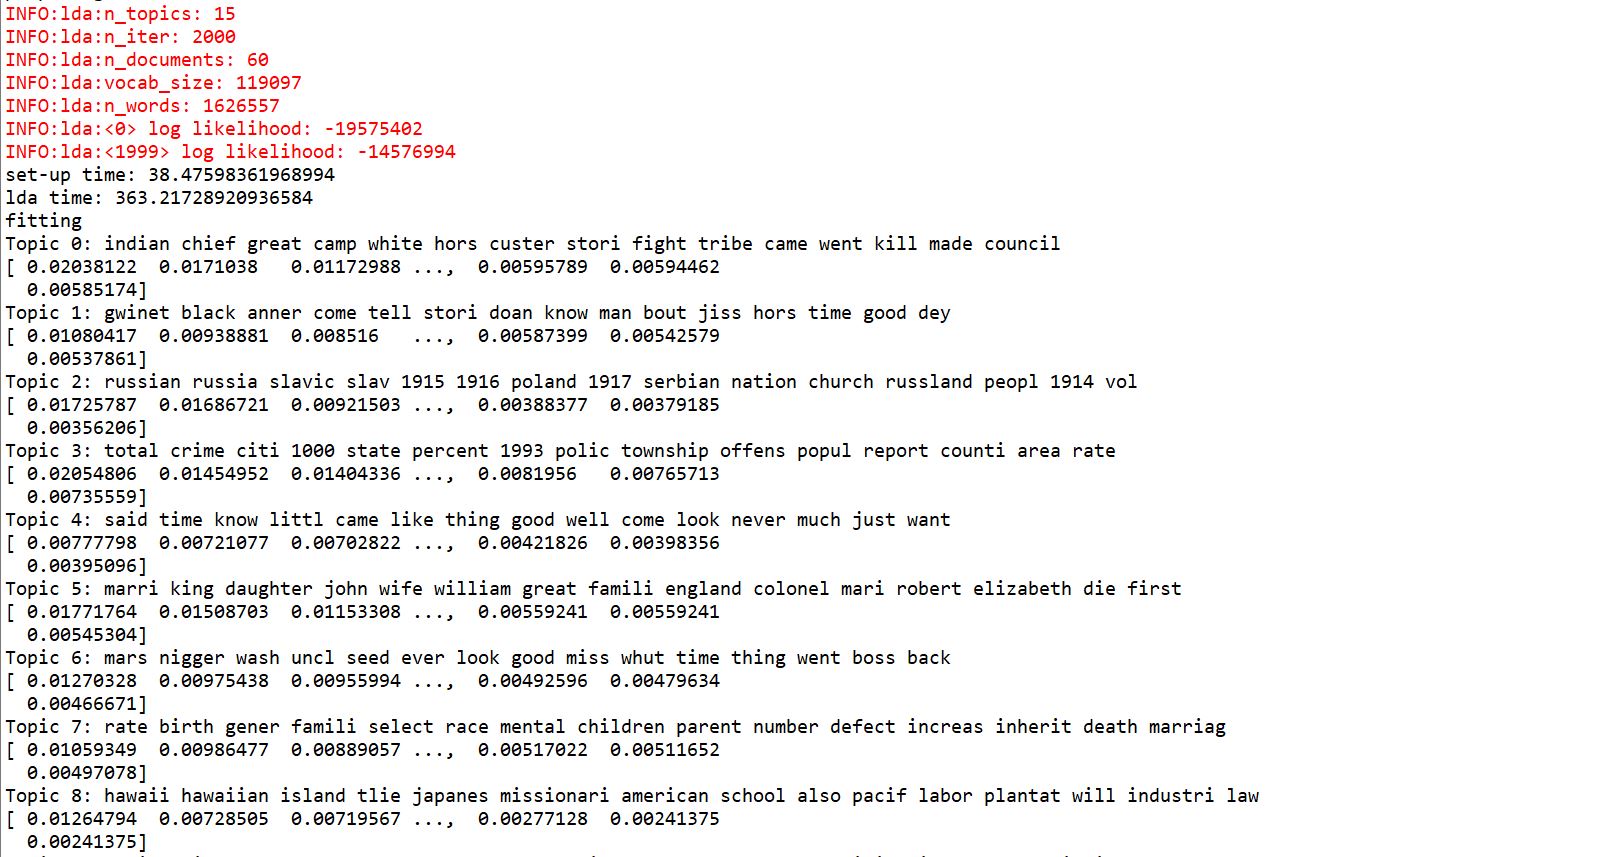 INFO:lda:n_topics: 15
INFO:lda:n_iter: 2000
INFO:lda:n_documents: 60
INFO:lda:vocab_size: 119097
INFO:lda:n_words: 1626557
INFO:lda:<0> log likelihood: -19575402
INFO:lda:<1999> log likelihood: -14576994
set-up time: 38.47598361968994
lda time: 363.21728920936584
fitting
Topic 0: indian chief great camp white hors custer stori fight tribe came went kill made council
[ 0.02038122  0.0171038   0.01172988 ...,  0.00595789  0.00594462
  0.00585174]
Topic 1: gwinet black anner come tell stori doan know man bout jiss hors time good dey
[ 0.01080417  0.00938881  0.008516   ...,  0.00587399  0.00542579
  0.00537861]
Topic 2: russian russia slavic slav 1915 1916 poland 1917 serbian nation church russland peopl 1914 vol
[ 0.01725787  0.01686721  0.00921503 ...,  0.00388377  0.00379185
  0.00356206]
Topic 3: total crime citi 1000 state percent 1993 polic township offens popul report counti area rate
[ 0.02054806  0.01454952  0.01404336 ...,  0.0081956   0.00765713
  0.00735559]
Topic 4: said time know littl came like thing good well come look never much just want
[ 0.00777798  0.00721077  0.00702822 ...,  0.00421826  0.00398356
  0.00395096]
Topic 5: marri king daughter john wife william great famili england colonel mari robert elizabeth die first
[ 0.01771764  0.01508703  0.01153308 ...,  0.00559241  0.00559241
  0.00545304]
Topic 6: mars nigger wash uncl seed ever look good miss whut time thing went boss back
[ 0.01270328  0.00975438  0.00955994 ...,  0.00492596  0.00479634
  0.00466671]
Topic 7: rate birth gener famili select race mental children parent number defect increas inherit death marriag
[ 0.01059349  0.00986477  0.00889057 ...,  0.00517022  0.00511652
  0.00497078]
Topic 8: hawaii hawaiian island tlie japanes missionari american school also pacif labor plantat will industri law
[ 0.01264794  0.00728505  0.00719567 ...,  0.00277128  0.00241375
  0.00241375]